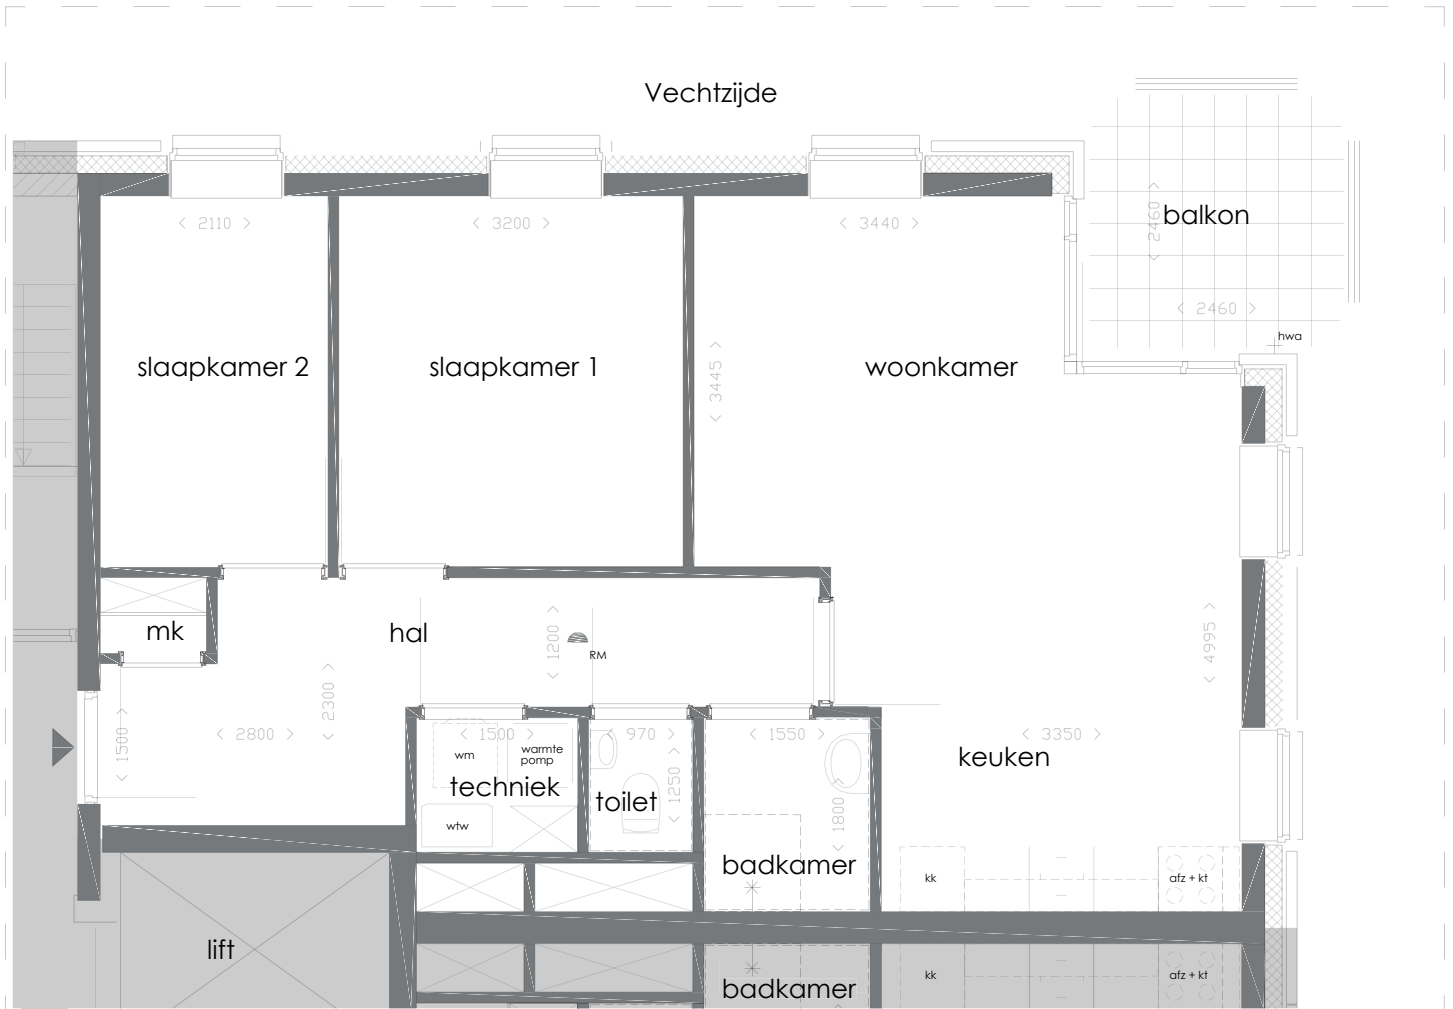 Vechtzijde
2110
3200
3440
2460
balkon
2460
hwa
slaapkamer 2
slaapkamer 1
3445
woonkamer
mk
hal
1200
RM
4995
2300
1500
2800
1500
970
1550
3350
wm
warmte
pomp
techniek
toilet
1250
1800
keuken
wtw
badkamer
kk
afz + kt
lift
badkamer
kk
afz + kt